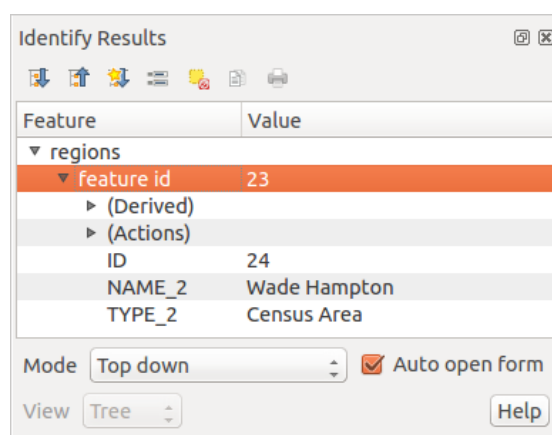 Identify Results
Feature Value
regions
feature id 23
(Derived)
(Actions)
ID 24
NAME_2 Wade Hampton
TYPE_2 Census Area
Mode Top down Auto open form
View Tree Help